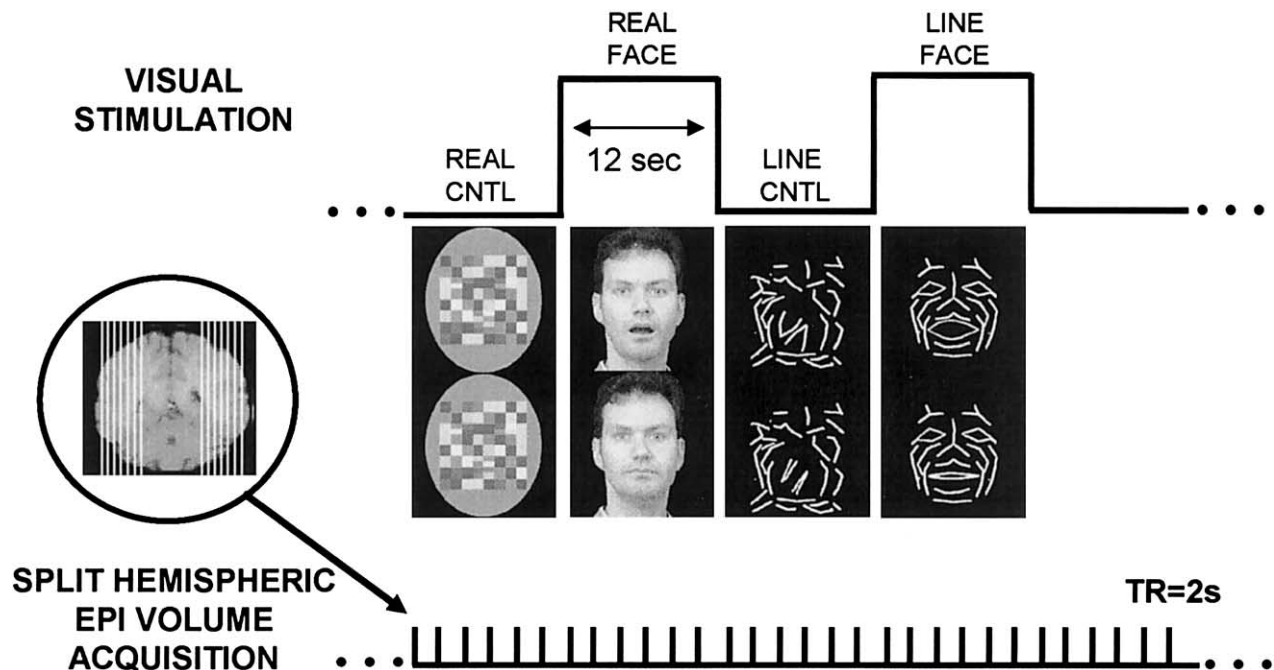 VISUAL
STIMULATION
REAL
FACE
LINE
FACE
12 sec
REAL
CNTL
LINE
CNTL
SPLIT HEMISPHERIC
EPI VOLUME
ACQUISITION
TR=2s